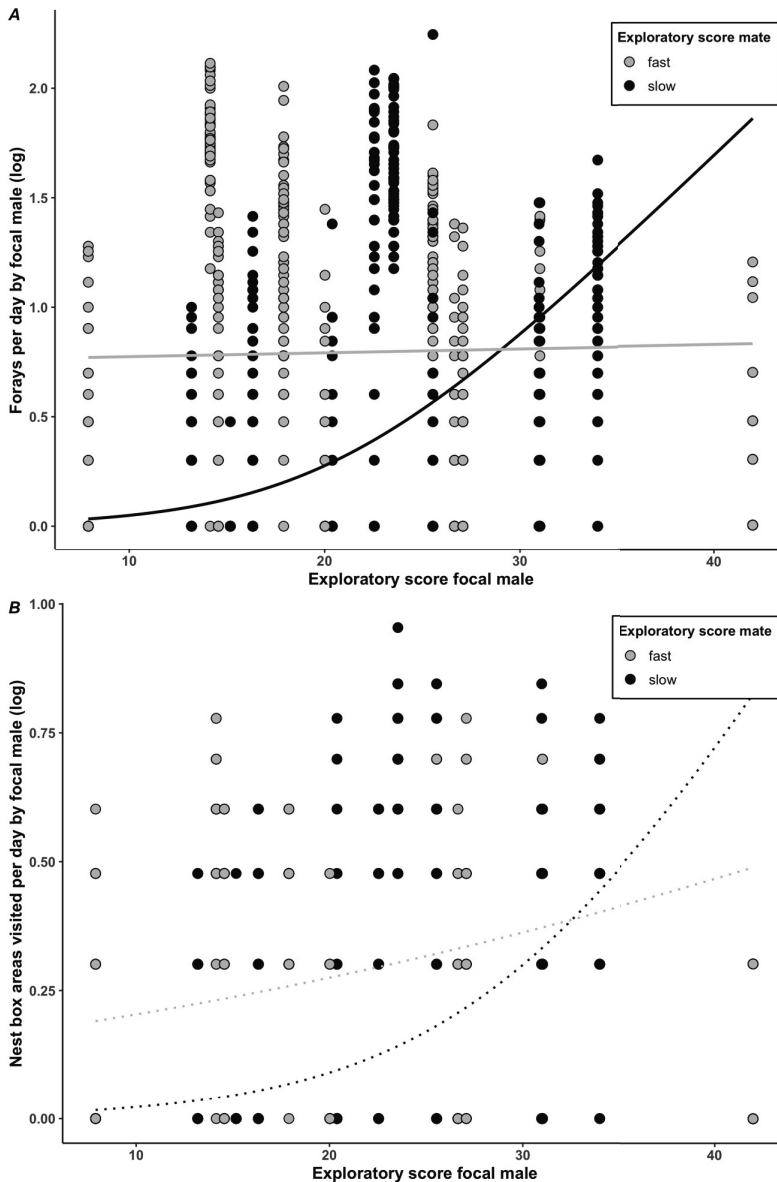 A
Exploratory score mate
fast
slow
2.0
1.5
1.0
0.5
0.0
Forays per day by focal male (log)
10 20 30 40
Exploratory score focal male
B
Exploratory score mate
fast
slow
1.00
0.75
0.50
0.25
0.00
Nest box areas visited per day by focal male (log)
10 20 30 40
Exploratory score focal male